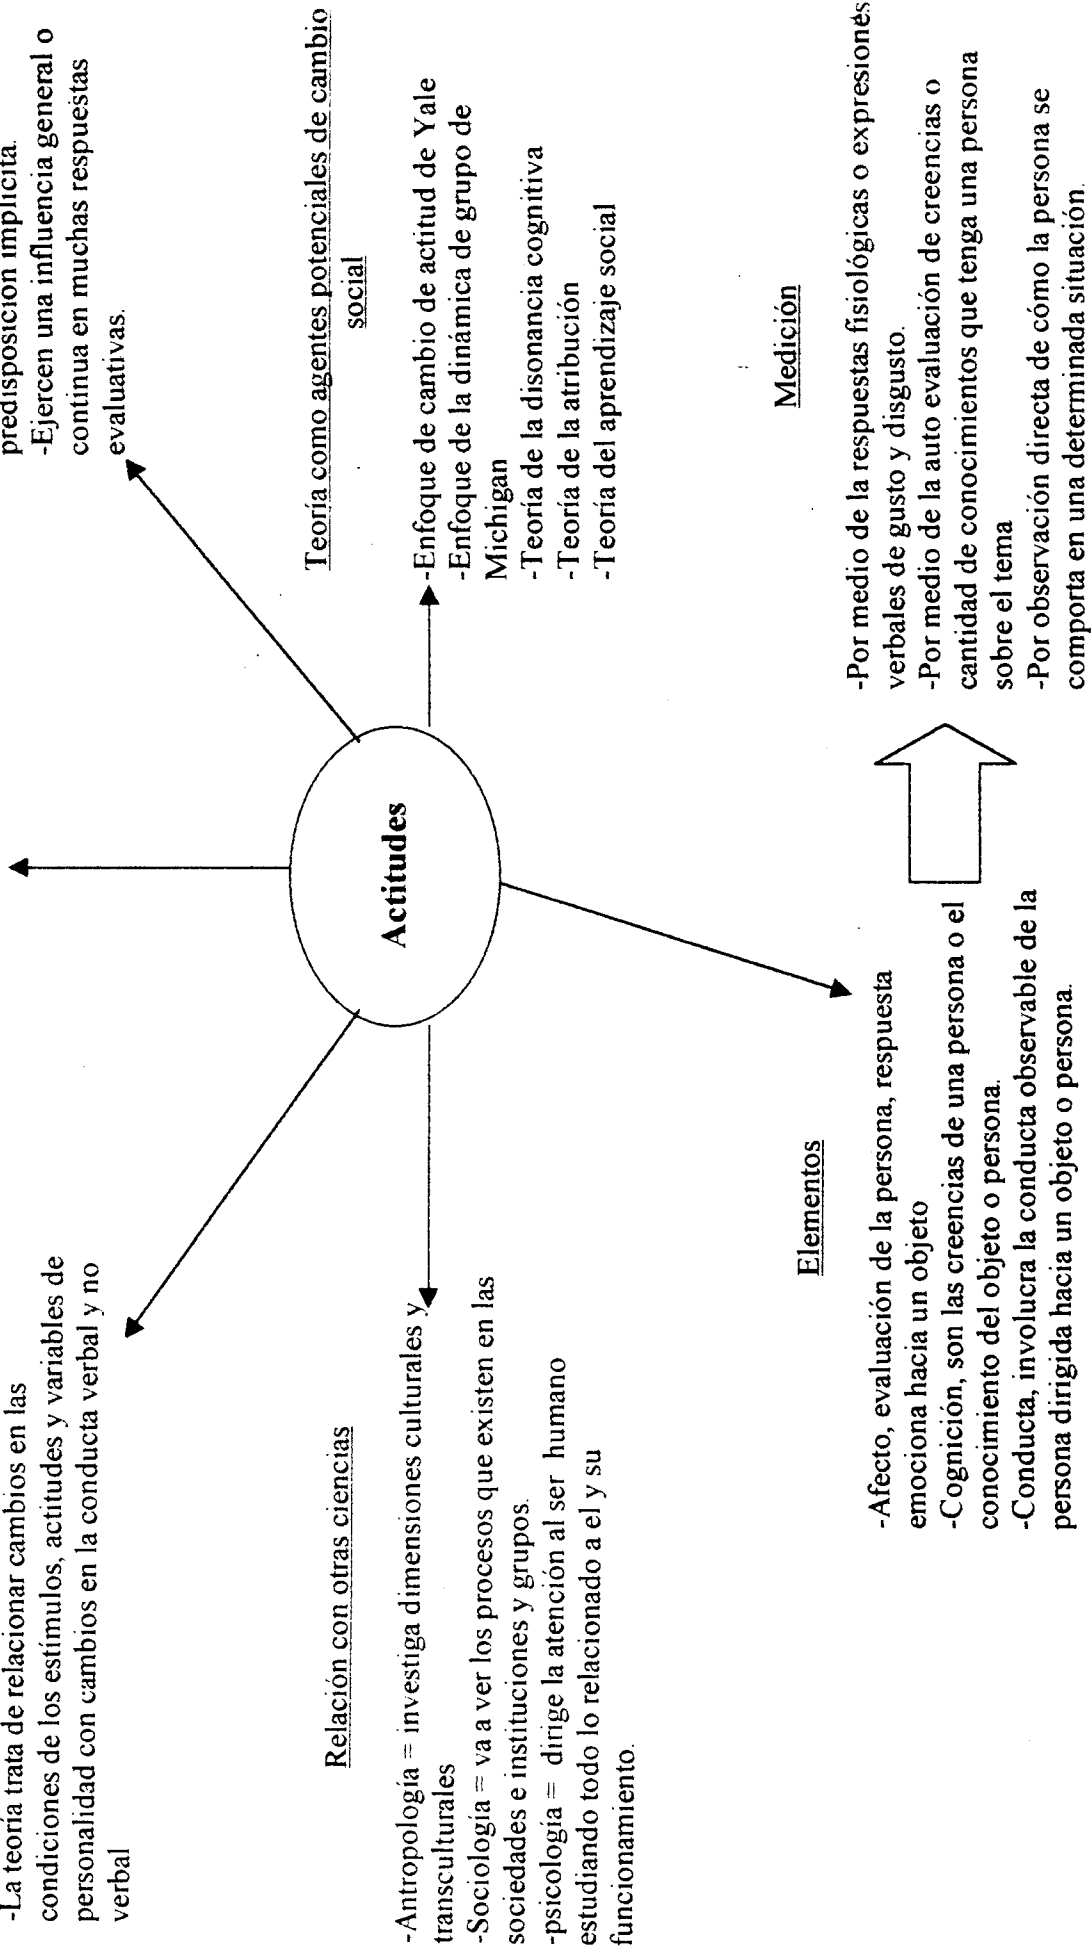 -La teoría trata de relacionar cambios en las
condiciones de los estímulos, actitudes y variables de
personalidad con cambios en la conducta verbal y no
verbal
predisposicion implicita.
-Ejercen una influencia general o
continua en muchas respuestas
evaluativas.
Actitudes
Relación con otras ciencias
-Antropología = investiga dimensiones culturales y
transculturales
-Sociología = va a ver los procesos que existen en las
sociedades e instituciones y grupos.
-psicología = dirige la atención al ser humano
estudiando todo lo relacionado a el y su
funcionamiento.
Teoría como agentes potenciales de cambio
social
-Enfoque de cambio de actitud de Yale
-Enfoque de la dinámica de grupo de
Michigan
-Teoría de la disonancia cognitiva
-Teoría de la atribución
-Teoría del aprendizaje social
Elementos
-Afecto, evaluación de la persona, respuesta
emociona hacia un objeto
-Cognición, son las creencias de una persona o el
conocimiento del objeto o persona.
-Conducta, involucra la conducta observable de la
persona dirigida hacia un objeto o persona.
Medición
-Por medio de la respuestas fisiológicas o expresiones
verbales de gusto y disgusto.
-Por medio de la auto evaluación de creencias o
cantidad de conocimientos que tenga una persona
sobre el tema
-Por observación directa de cómo la persona se
comporta en una determinada situación.